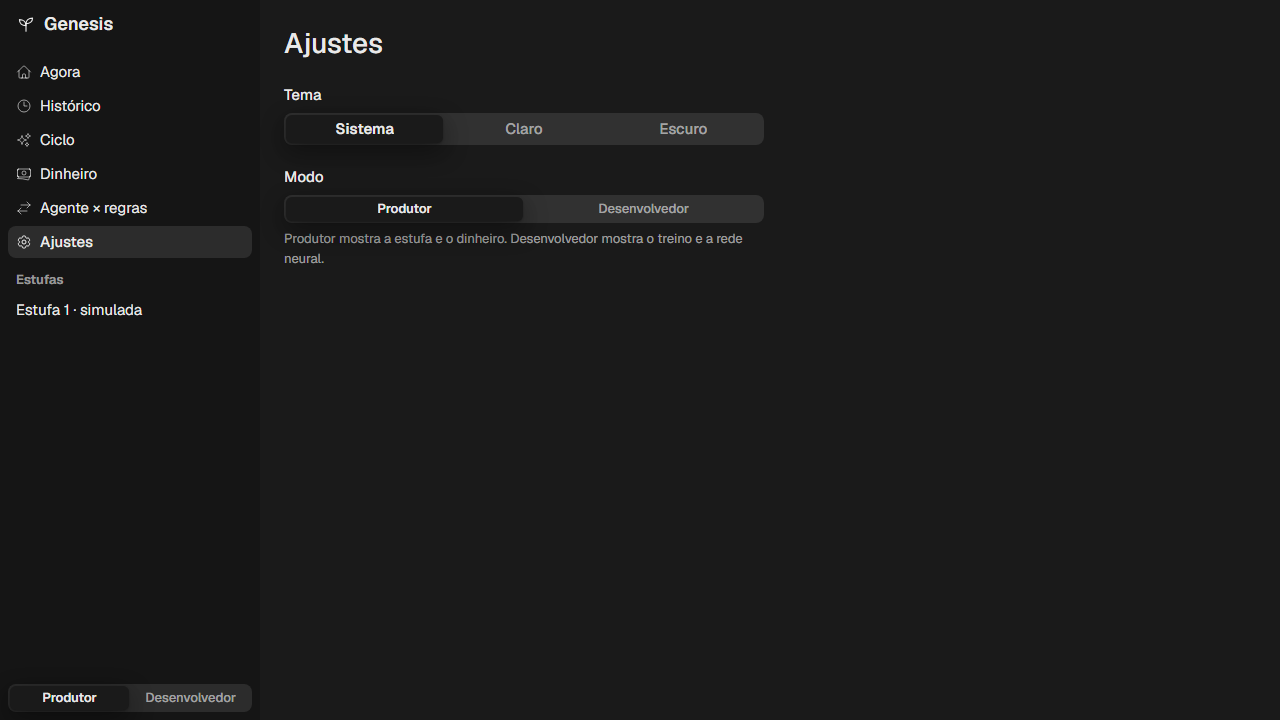 Genesis
Agora
Histórico
Ciclo
Dinheiro
Agente × regras
Ajustes
Estufas
Estufa 1 · simulada
Produtor
Desenvolvedor
Ajustes
Tema
Sistema
Claro
Escuro
Modo
Produtor
Desenvolvedor
Produtor mostra a estufa e o dinheiro. Desenvolvedor mostra o treino e a rede
neural.